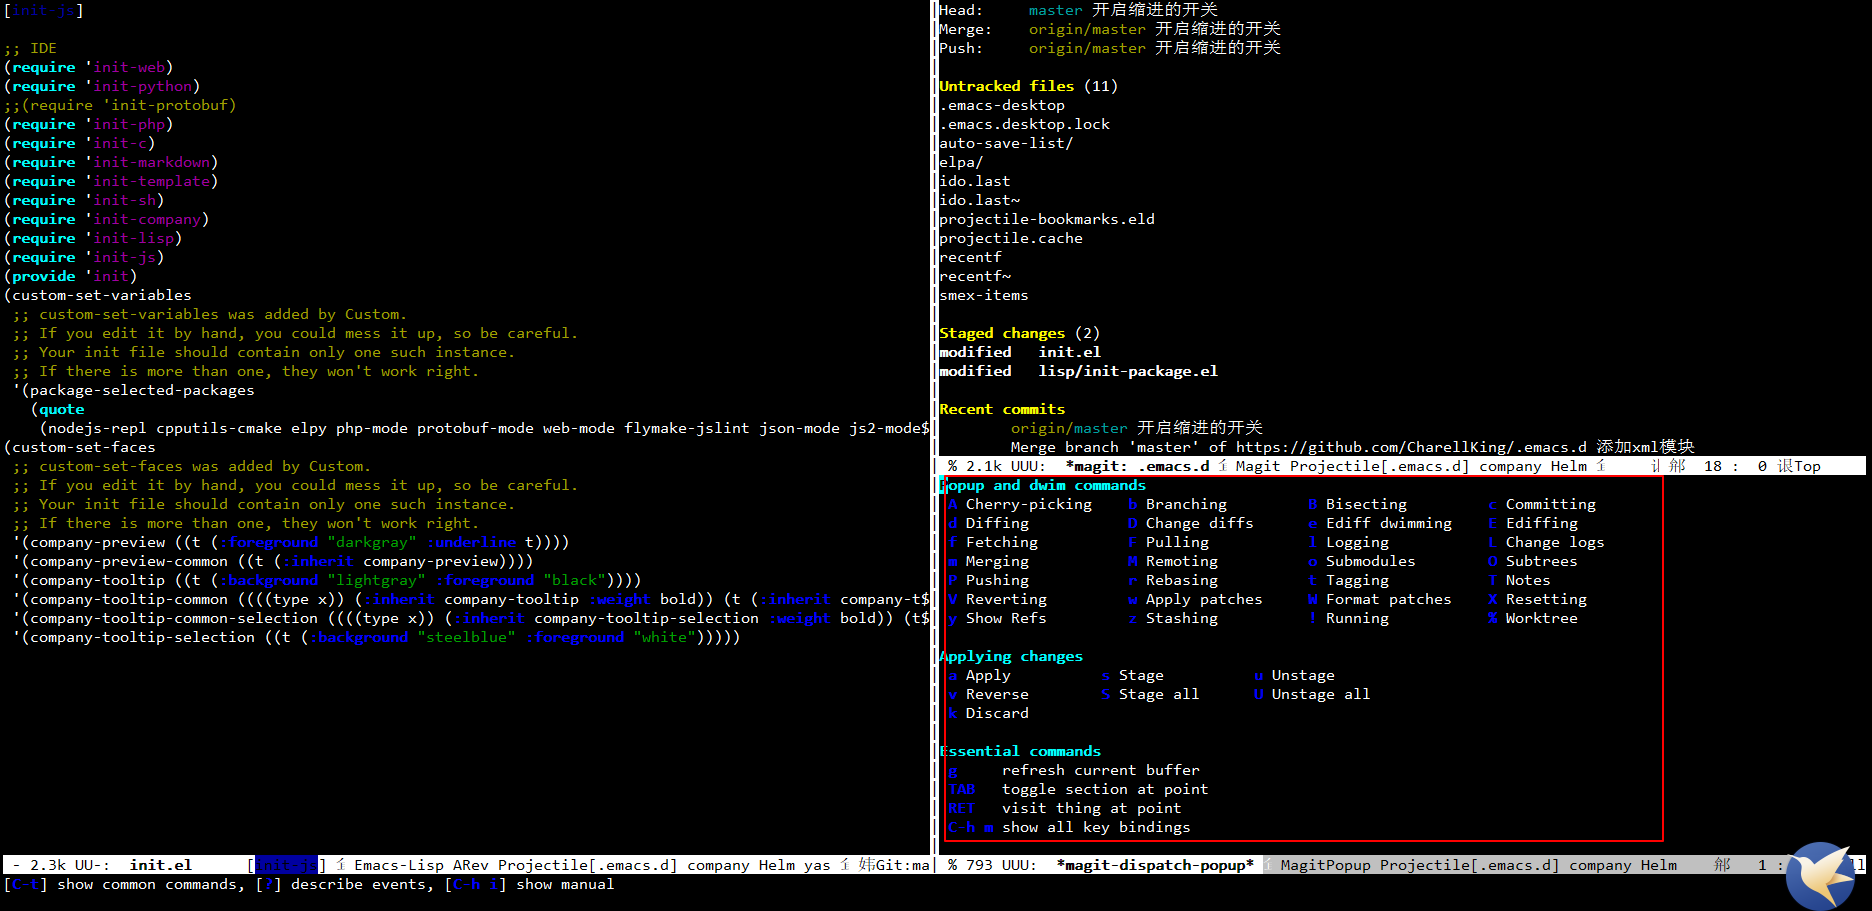 [init-js]
;; IDE
(require 'init-web)
(require 'init-python)
;;(require 'init-protobuf)
(require 'init-php)
(require 'init-c)
(require 'init-markdown)
(require 'init-template)
(require 'init-sh)
(require 'init-company)
(require 'init-lisp)
(require 'init-js)
(provide 'init)
(custom-set-variables
 ;; custom-set-variables was added by Custom.
 ;; If you edit it by hand, you could mess it up, so be careful.
 ;; Your init file should contain only one such instance.
 ;; If there is more than one, they won't work right.
 '(package-selected-packages
   (quote
    (nodejs-repl cpputils-cmake elpy php-mode protobuf-mode web-mode flymake-jslint json-mode js2-mode$
(custom-set-faces
 ;; custom-set-faces was added by Custom.
 ;; If you edit it by hand, you could mess it up, so be careful.
 ;; Your init file should contain only one such instance.
 ;; If there is more than one, they won't work right.
 '(company-preview ((t (:foreground "darkgray" :underline t))))
 '(company-preview-common ((t (:inherit company-preview))))
 '(company-tooltip ((t (:background "lightgray" :foreground "black"))))
 '(company-tooltip-common ((((type x)) (:inherit company-tooltip :weight bold)) (t (:inherit company-t$
 '(company-tooltip-common-selection ((((type x)) (:inherit company-tooltip-selection :weight bold)) (t$
 '(company-tooltip-selection ((t (:background "steelblue" :foreground "white")))))
- 2.3k UU-:  init.el      [init-js] Emacs-Lisp ARev Projectile[.emacs.d] company Helm yas Git:ma
[C-t] show common commands, [?] describe events, [C-h i] show manual
Head:     master 开启缩进的开关
Merge:    origin/master 开启缩进的开关
Push:     origin/master 开启缩进的开关
Untracked files (11)
.emacs-desktop
.emacs.desktop.lock
auto-save-list/
elpa/
ido.last
ido.last~
projectile-bookmarks.eld
projectile.cache
recentf
recentf~
smex-items
Staged changes (2)
modified   init.el
modified   lisp/init-package.el
Recent commits
        origin/master 开启缩进的开关
        Merge branch 'master' of https://github.com/CharellKing/.emacs.d 添加xml模块
% 2.1k UUU:  *magit: .emacs.d Magit Projectile[.emacs.d] company Helm 18 :  0 Top
Popup and dwim commands
A Cherry-picking    b Branching         B Bisecting         c Committing
d Diffing           D Change diffs      e Ediff dwimming    E Ediffing
f Fetching          F Pulling           l Logging           L Change logs
m Merging           M Remoting          o Submodules        O Subtrees
P Pushing           r Rebasing          t Tagging           T Notes
V Reverting         w Apply patches     W Format patches    X Resetting
y Show Refs         z Stashing          ! Running           % Worktree
Applying changes
a Apply          s Stage          u Unstage
v Reverse        S Stage all      U Unstage all
k Discard
Essential commands
g     refresh current buffer
TAB   toggle section at point
RET   visit thing at point
C-h m show all key bindings
% 793 UUU:  *magit-dispatch-popup* MagitPopup Projectile[.emacs.d] company Helm 1 :